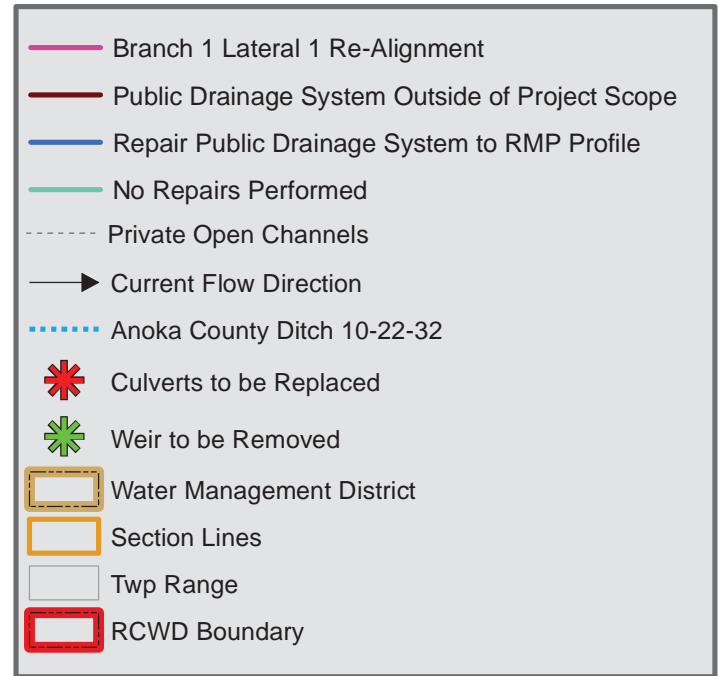 Branch 1 Lateral 1 Re-Alignment
Public Drainage System Outside of Project Scope
Repair Public Drainage System to RMP Profile
No Repairs Performed
Private Open Channels
Current Flow Direction
Anoka County Ditch 10-22-32
Culverts to be Replaced
Weir to be Removed
Water Management District
Section Lines
Twp Range
RCWD Boundary